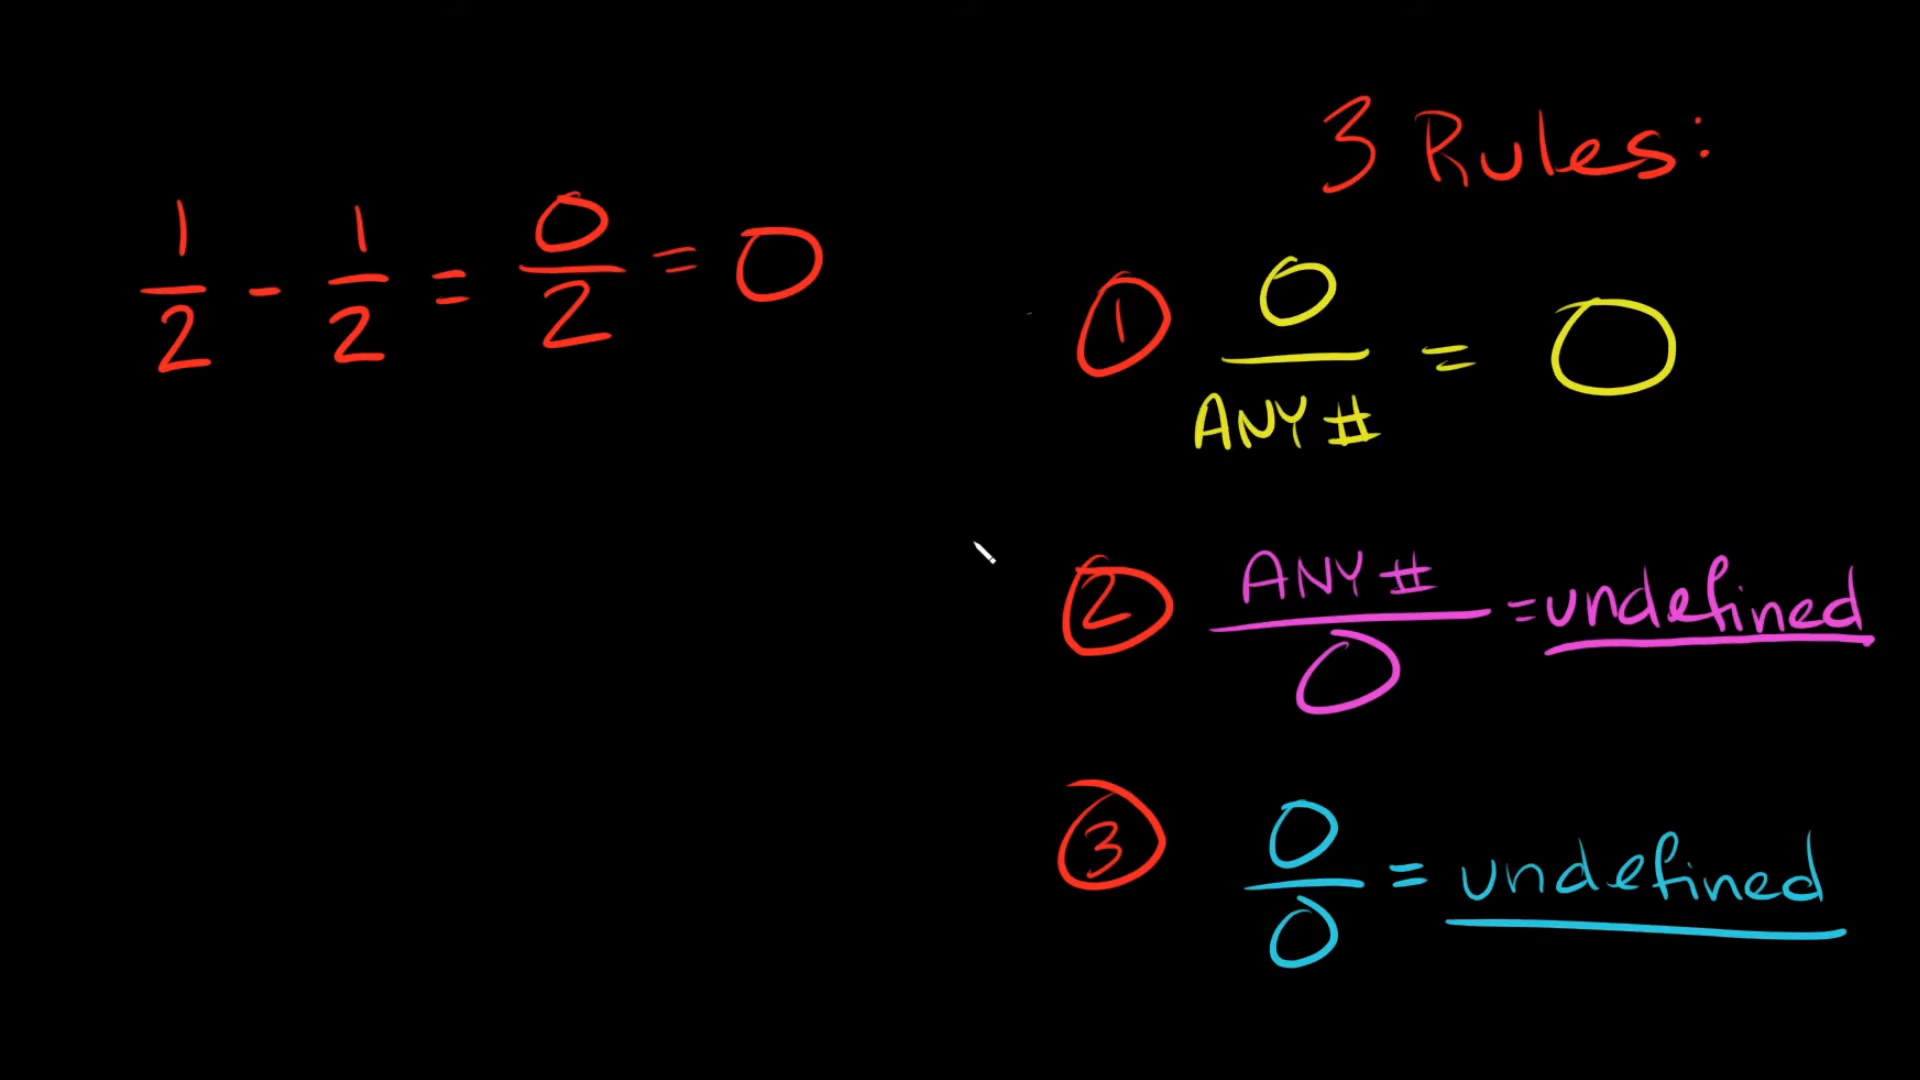 1/2 - 1/2 = 0/2 = 0
3 Rules:
① 0/ANY # = 0
② ANY #/0 = undefined
③ 0/0 = undefined